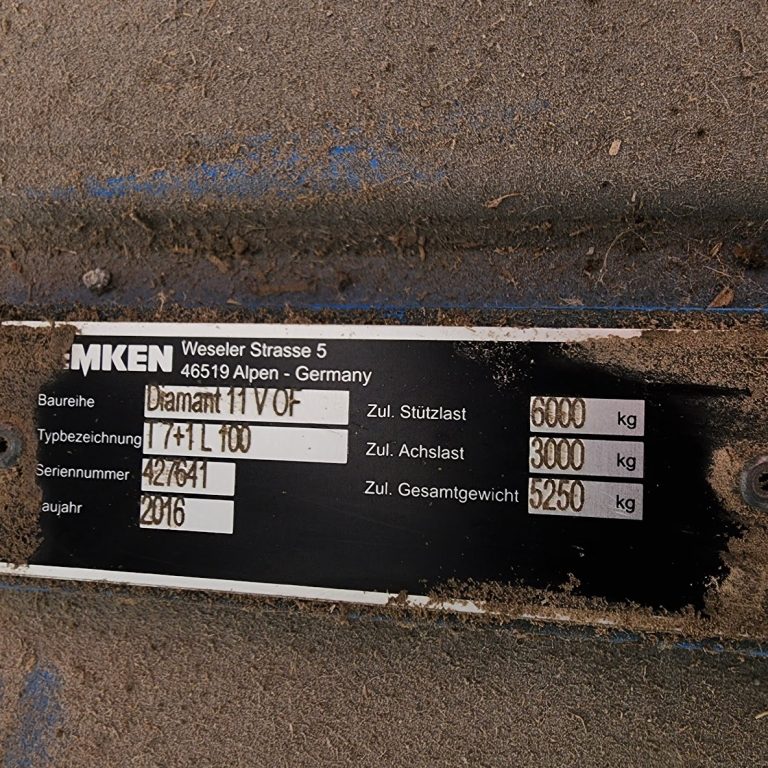 EMKEN
Weseler Strasse 5
46519 Alpen - Germany
Baureihe Diamant 11 V OF
Typbezeichnung T 7+1 L 100
Seriennummer 427641
aujahr 2016
Zul. Stützlast 6000 kg
Zul. Achslast 3000 kg
Zul. Gesamtgewicht 5250 kg